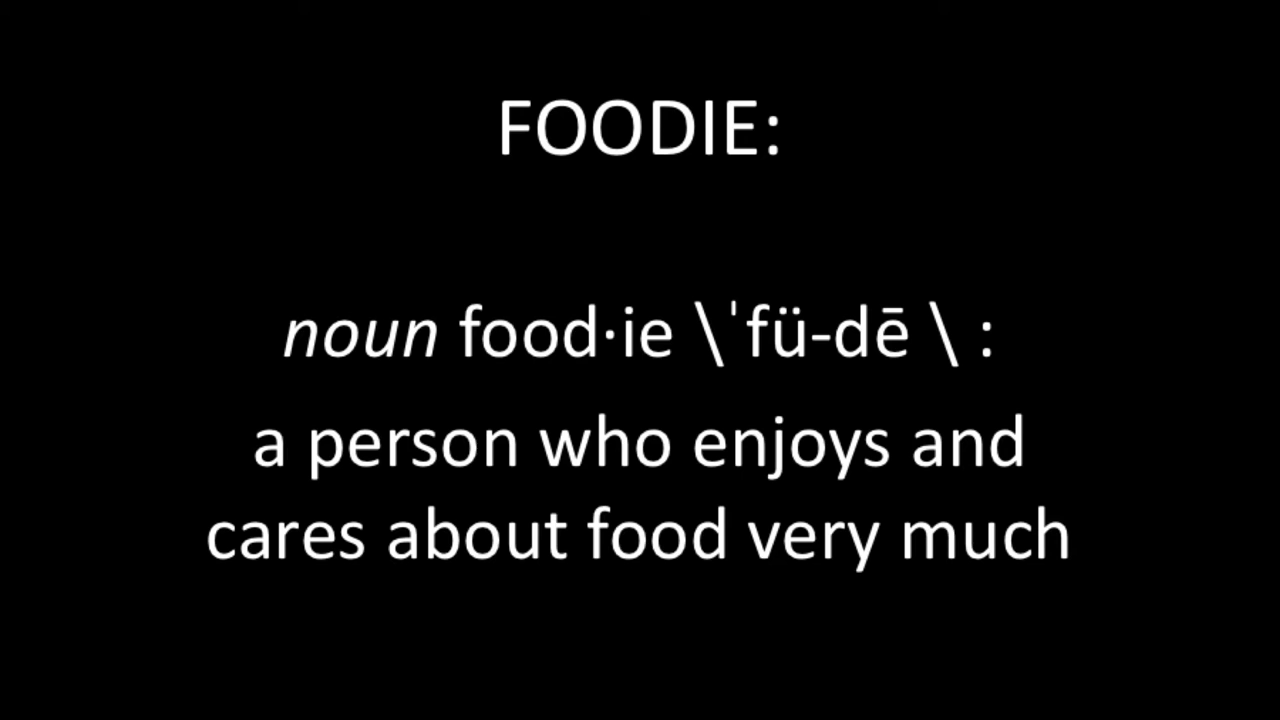 FOODIE:
noun food·ie \ˈfü-dē \ :
a person who enjoys and
cares about food very much